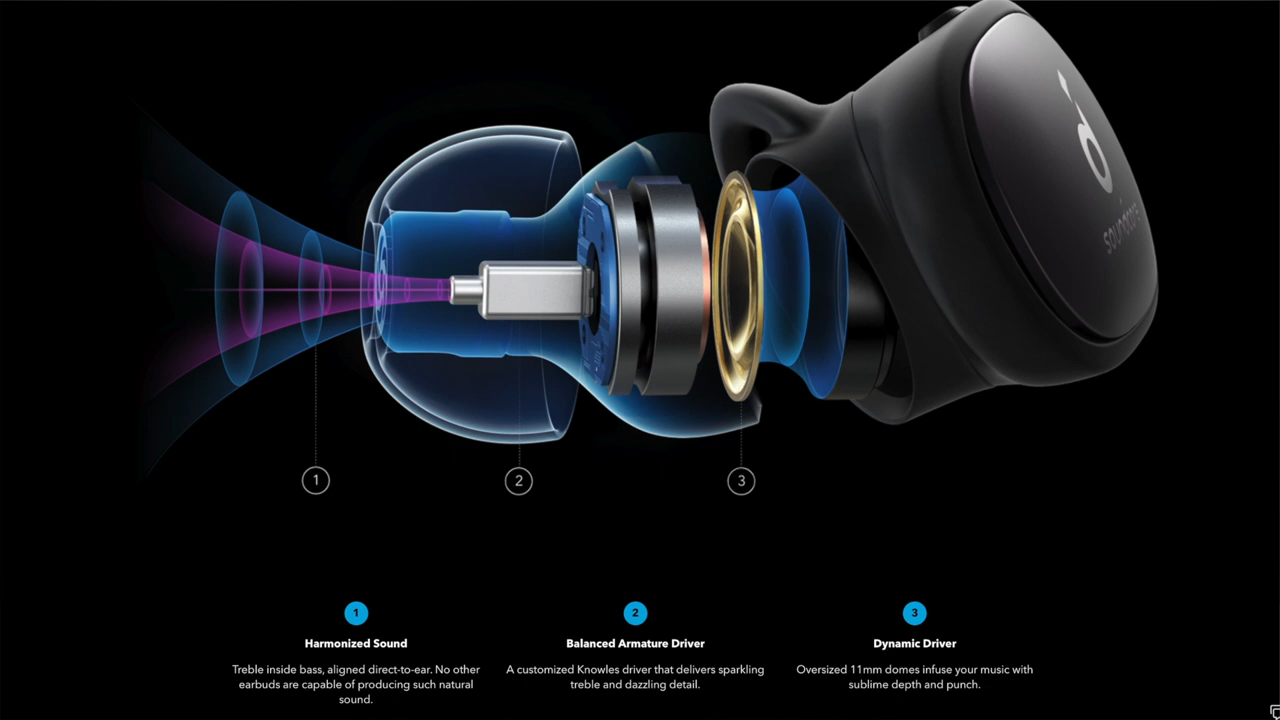 soundcore
1
2
3
1
Harmonized Sound
Treble inside bass, aligned direct-to-ear. No other
earbuds are capable of producing such natural
sound.
2
Balanced Armature Driver
A customized Knowles driver that delivers sparkling
treble and dazzling detail.
3
Dynamic Driver
Oversized 11mm domes infuse your music with
sublime depth and punch.